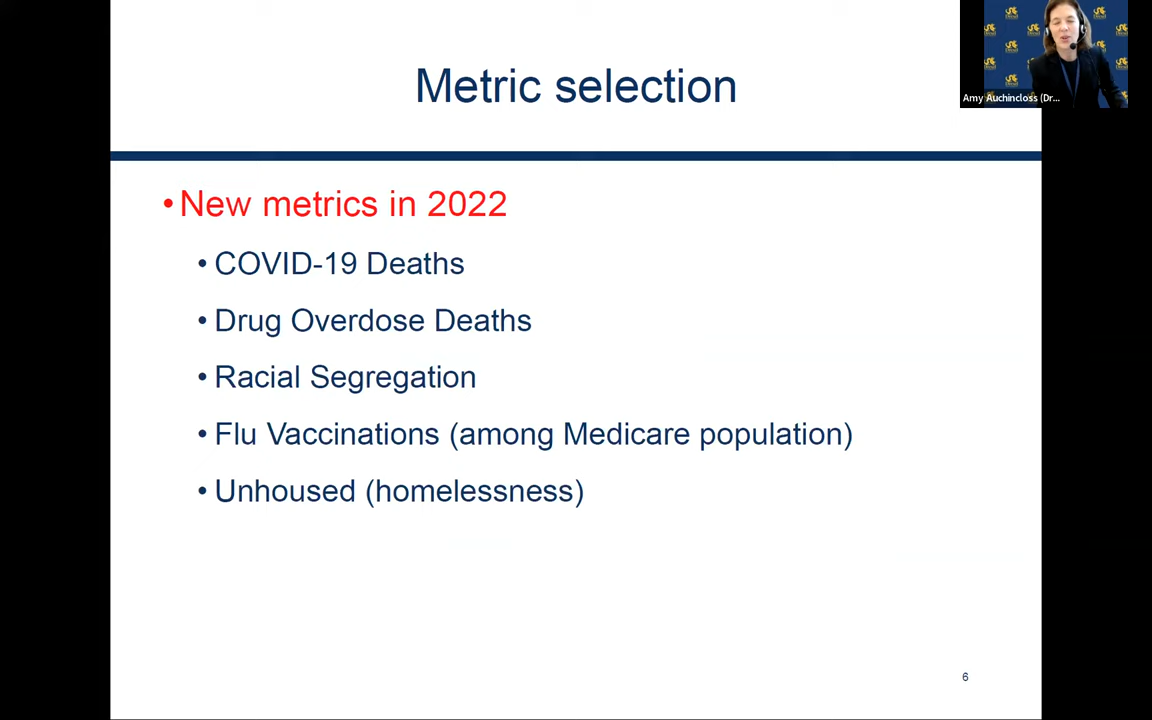 Metric selection
Amy Auchincloss (Dr...
•New metrics in 2022
• COVID-19 Deaths
• Drug Overdose Deaths
• Racial Segregation
• Flu Vaccinations (among Medicare population)
• Unhoused (homelessness)
6